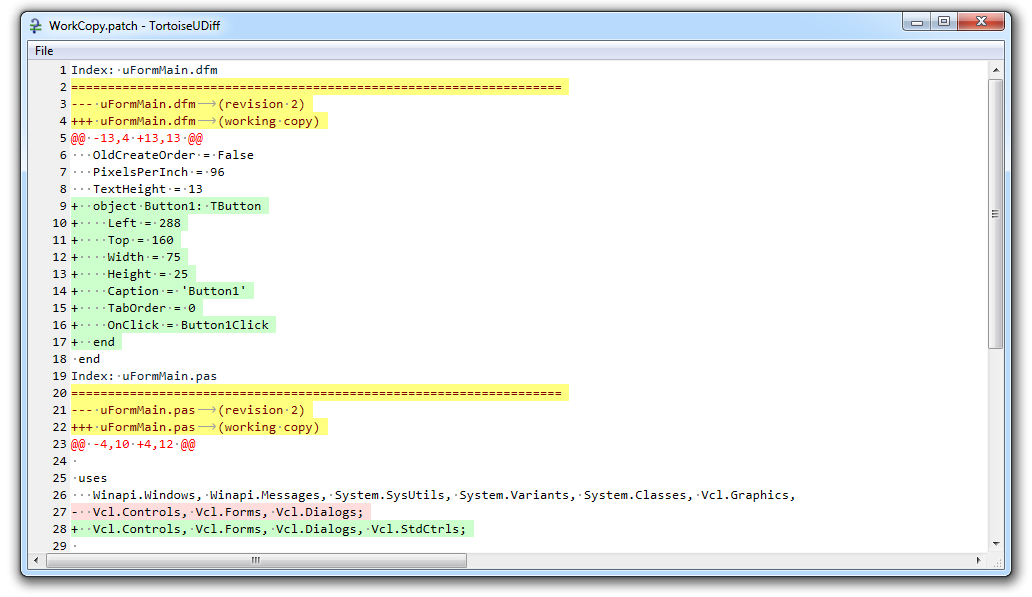 WorkCopy.patch - TortoiseUDiff
File
1 Index: uFormMain.dfm
2 ===================================================================
3 --- uFormMain.dfm (revision 2)
4 +++ uFormMain.dfm (working copy)
5 @@ -13,4 +13,13 @@
6    OldCreateOrder = False
7    PixelsPerInch = 96
8    TextHeight = 13
9 +  object Button1: TButton
10 +    Left = 288
11 +    Top = 160
12 +    Width = 75
13 +    Height = 25
14 +    Caption = 'Button1'
15 +    TabOrder = 0
16 +    OnClick = Button1Click
17 +  end
18  end
19 Index: uFormMain.pas
20 ===================================================================
21 --- uFormMain.pas (revision 2)
22 +++ uFormMain.pas (working copy)
23 @@ -4,10 +4,12 @@
24
25  uses
26    Winapi.Windows, Winapi.Messages, System.SysUtils, System.Variants, System.Classes, Vcl.Graphics,
27 -  Vcl.Controls, Vcl.Forms, Vcl.Dialogs;
28 +  Vcl.Controls, Vcl.Forms, Vcl.Dialogs, Vcl.StdCtrls;
29